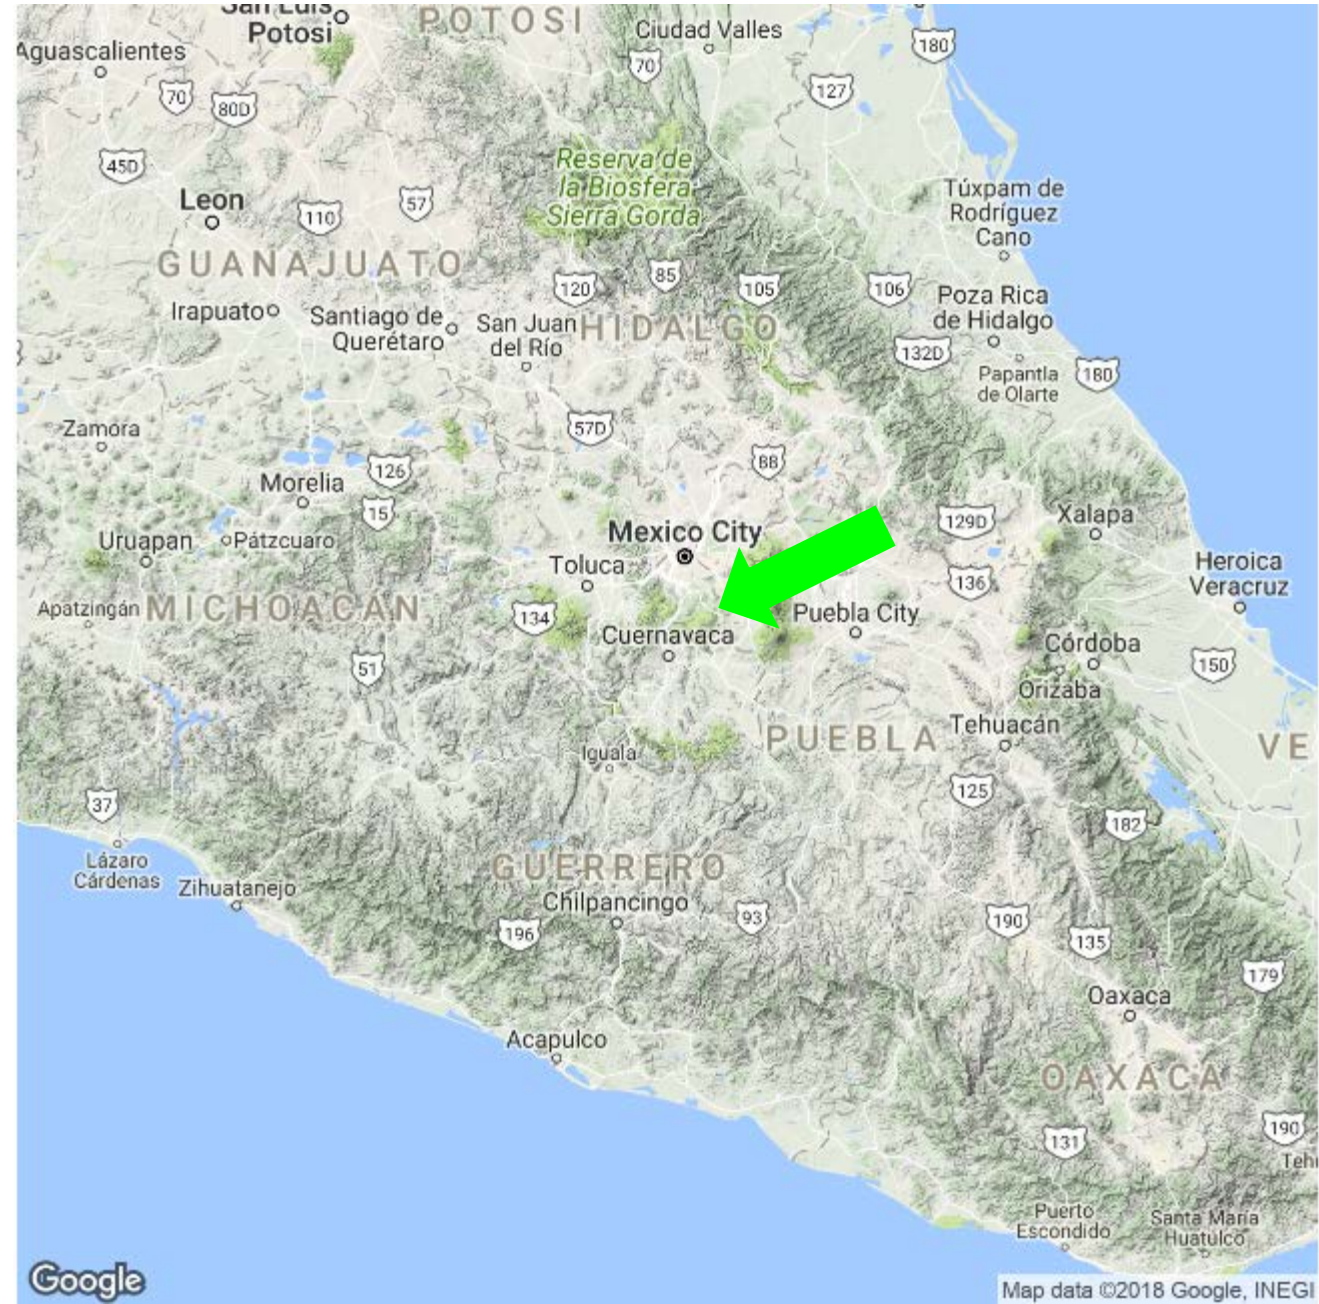 San Luis
Potosi
POTOSI
Ciudad Valles
180
Aguascalientes
70
127
70
80D
45D
Reserva de
la Biosfera
Sierra Gorda
Túxpam de
Rodríguez
Cano
Leon
110
57
GUANAJUATO
120
85
105
106
Poza Rica
de Hidalgo
Irapuato
Santiago de
Querétaro
San Juan
del Río
HIDALGO
132D
Papantla
de Olarte
180
Zamora
57D
88
126
Morelia
15
Mexico City
129D
Xalapa
Uruapan
Pátzcuaro
Toluca
136
Heroica
Veracruz
Apatzingán
MICHOACAN
134
Puebla City
Cuernavaca
Córdoba
51
150
Orizaba
Tehuacán
PUEBLA
VE
Iguala
37
125
182
Lázaro
Cárdenas
GUERRERO
Zihuatanejo
Chilpancingo
93
196
190
135
179
Oaxaca
Acapulco
OAXACA
190
131
Teh
Puerto
Escondido
Santa María
Huatulco
Google
Map data ©2018 Google, INEGI